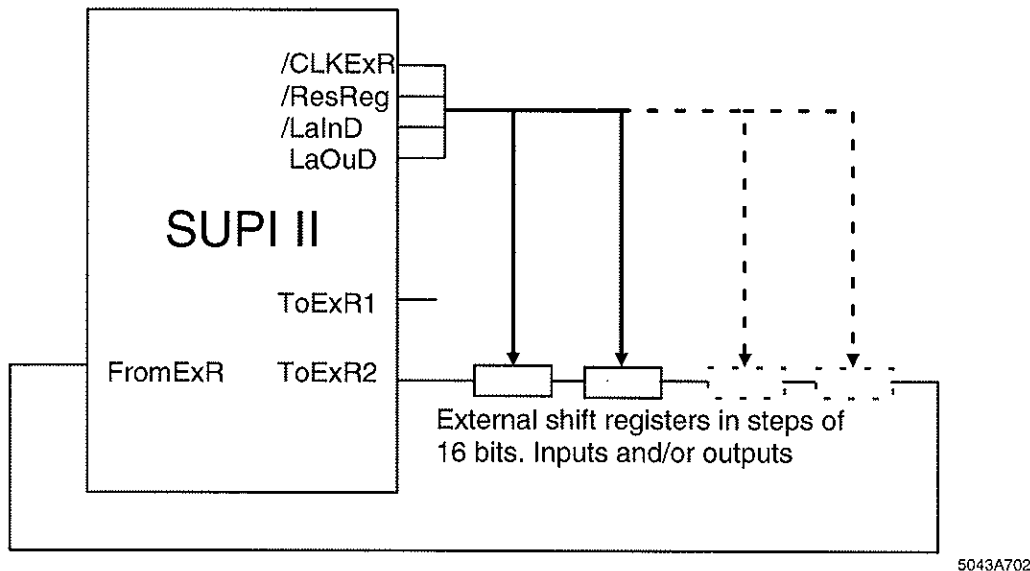 /CLKExR
/ResReg
/LaInD
LaOuD
SUPI II
ToExR1
FromExR
ToExR2
External shift registers in steps of
16 bits. Inputs and/or outputs
5043A702